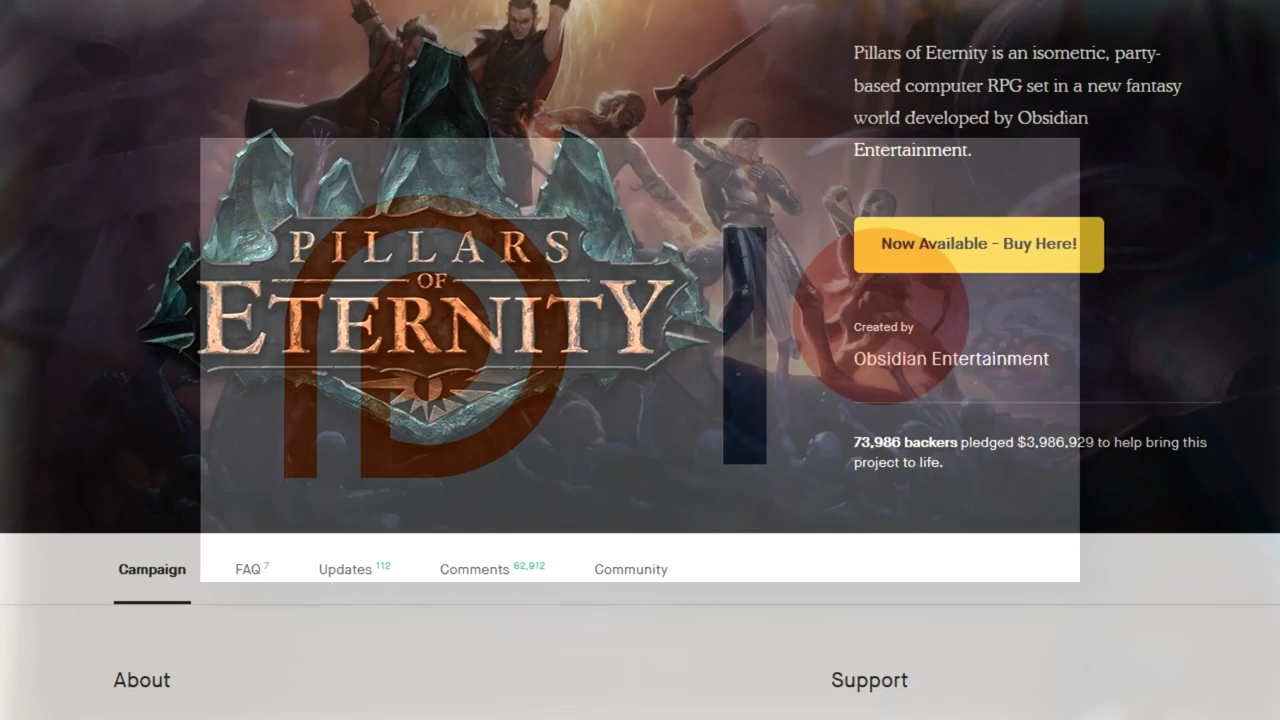 Pillars of Eternity is an isometric, party-
based computer RPG set in a new fantasy
world developed by Obsidian
Entertainment.
PILLARS
OF
ETERNITY
Now Available - Buy Here!
Created by
Obsidian Entertainment
73,986 backers pledged $3,986,929 to help bring this
project to life.
Campaign
FAQ 7
Updates 112
Comments 62,912
Community
About
Support